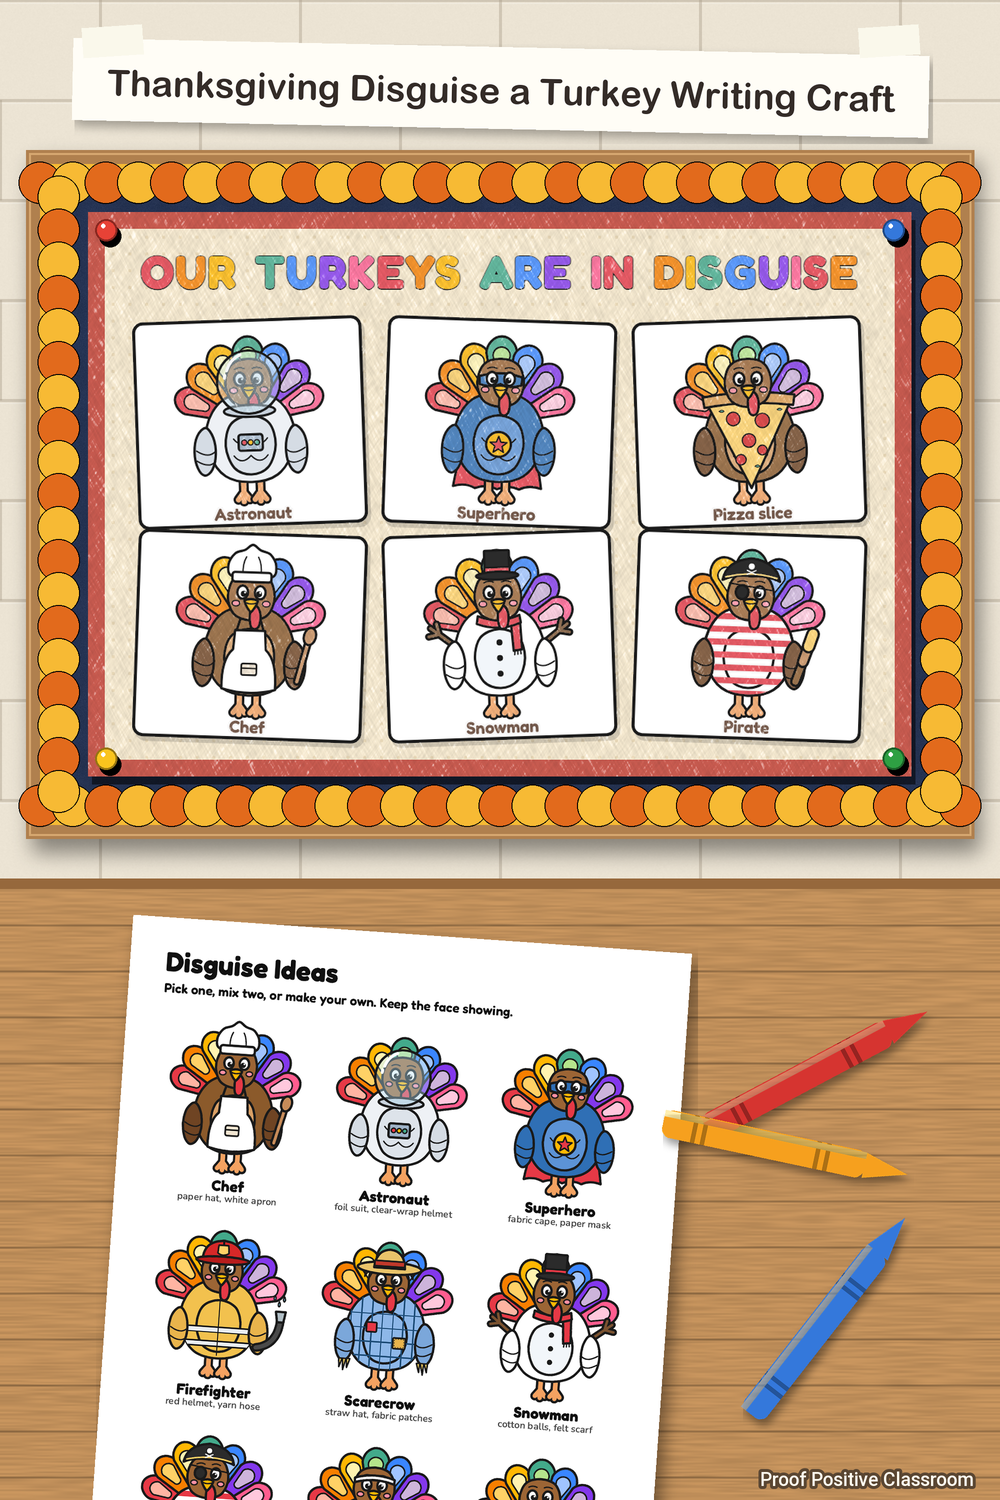 Thanksgiving Disguise a Turkey Writing Craft
OUR TURKEYS ARE IN DISGUISE
Astronaut
Superhero
Pizza slice
Chef
Snowman
Pirate
Disguise Ideas
Pick one, mix two, or make your own. Keep the face showing.
Chef
paper hat, white apron
Astronaut
foil suit, clear-wrap helmet
Superhero
fabric cape, paper mask
Firefighter
red helmet, yarn hose
Scarecrow
straw hat, fabric patches
Snowman
cotton balls, felt scarf
Proof Positive Classroom